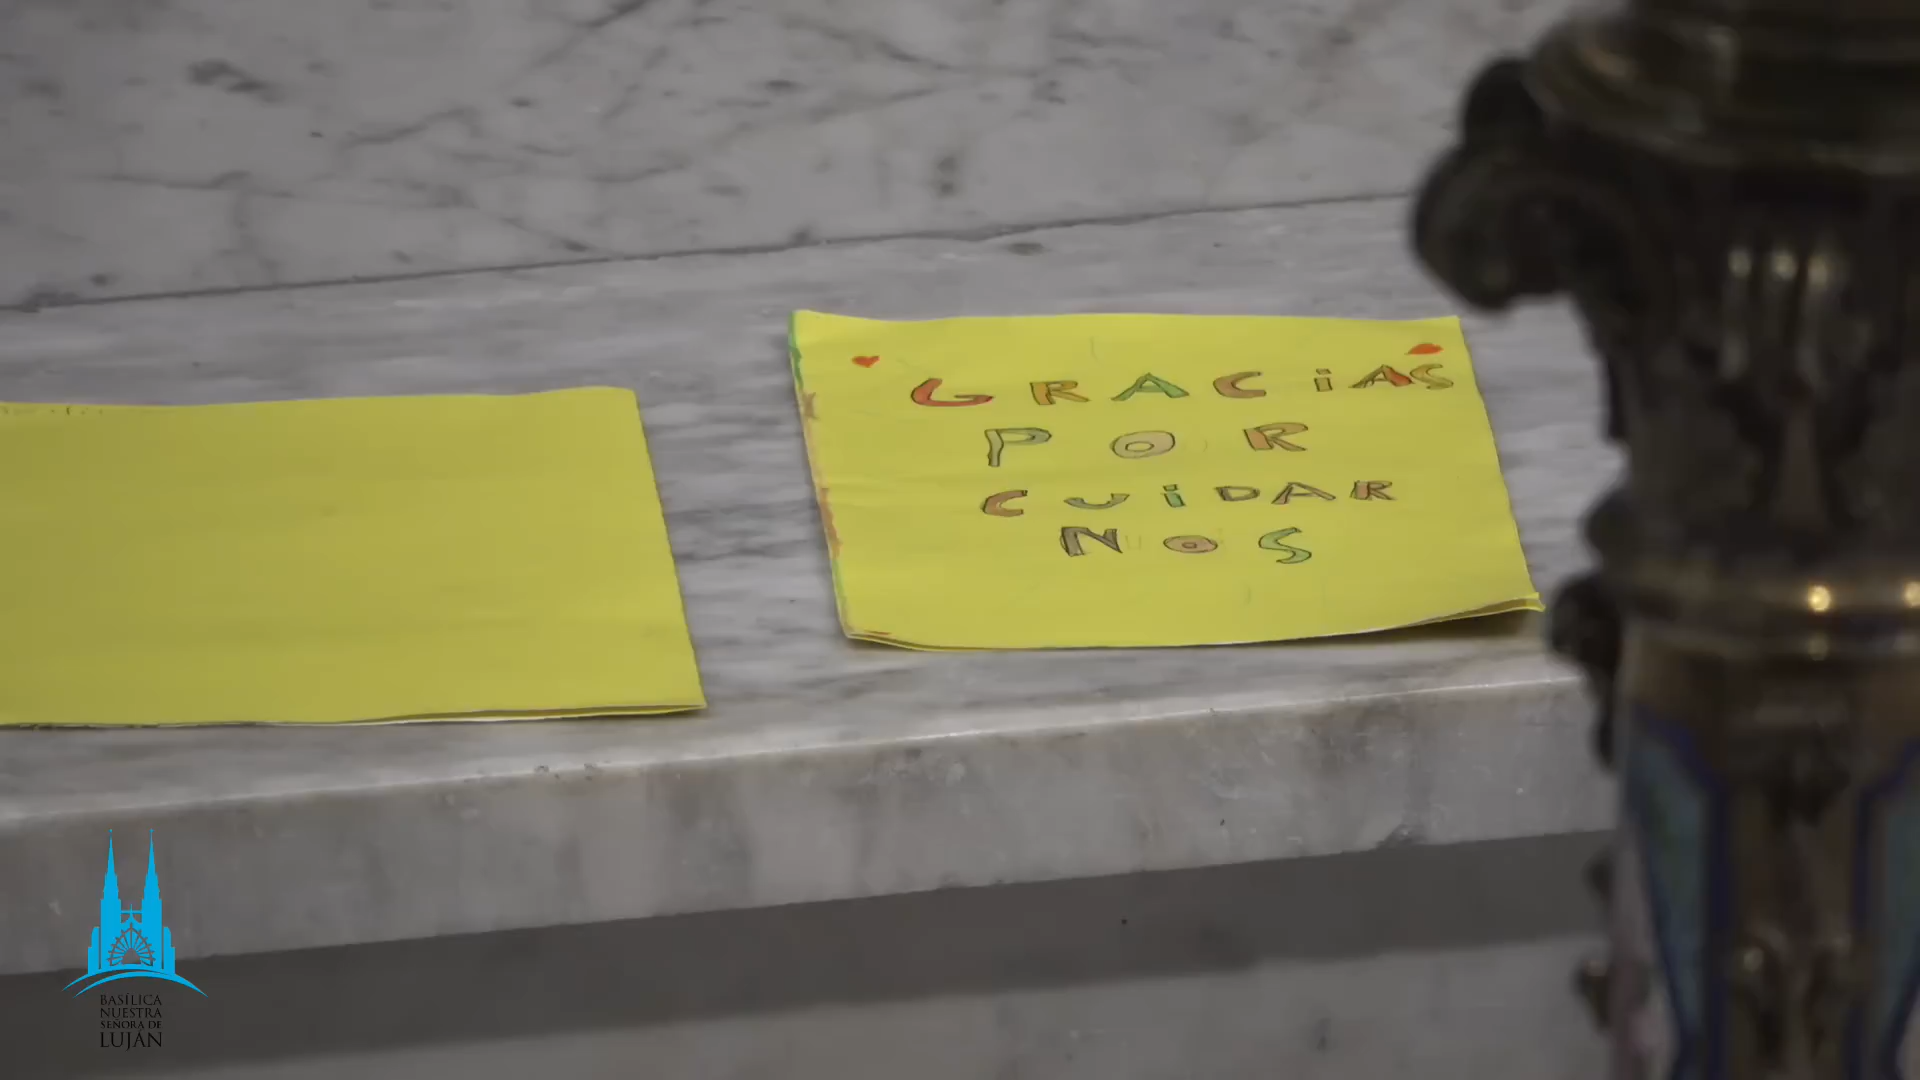 GRACiAS
POR
CUiDAR
NOS
BASÍLICA
NUESTRA
SEÑORA DE
LUJÁN